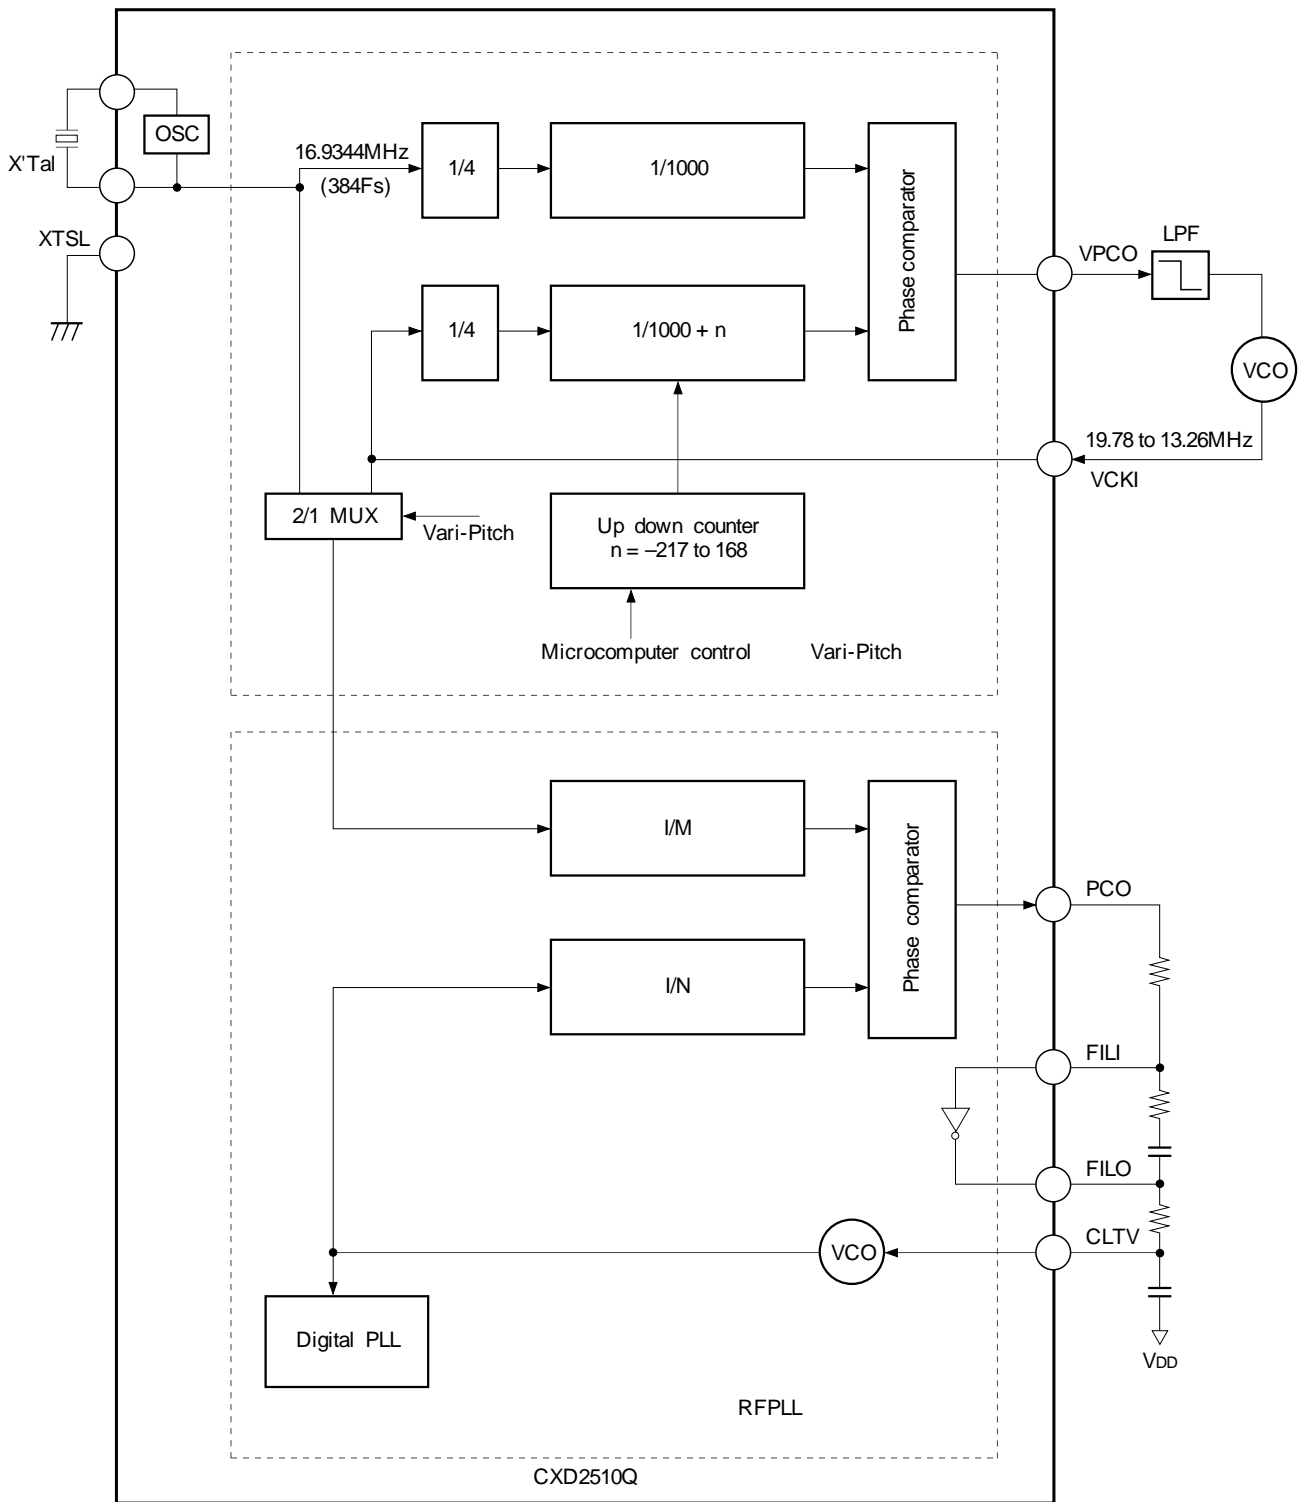 X'Tal
OSC
XTSL
16.9344MHz
(384Fs)
1/4
1/1000
Phase comparator
1/4
1/1000 + n
VPCO
LPF
VCO
19.78 to 13.26MHz
VCKI
2/1 MUX
Vari-Pitch
Up down counter
n = –217 to 168
Microcomputer control
Vari-Pitch
I/M
I/N
Phase comparator
PCO
FILI
FILO
CLTV
VCO
VDD
Digital PLL
RFPLL
CXD2510Q